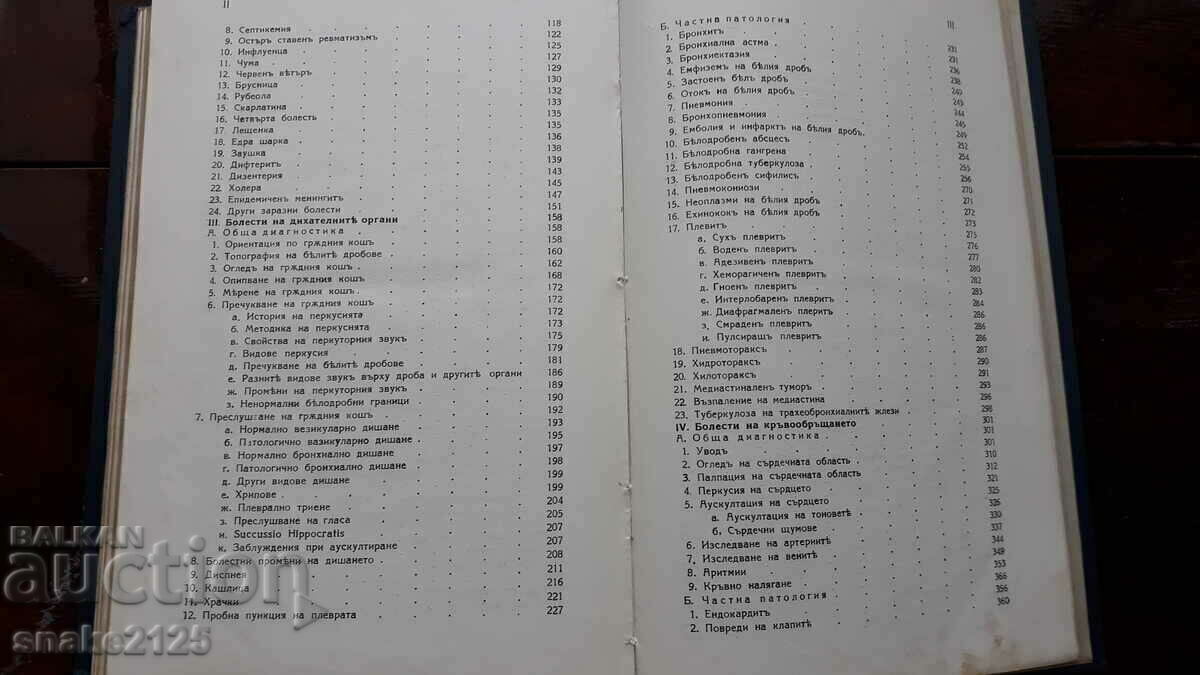 II
8. Септикемия 118
9. Остъръ ставенъ ревматизъмъ 122
10. Инфлуенца 125
11. Чума 127
12. Червенъ вѣтъръ 129
13. Брусница 130
14. Рубеола 132
15. Скарлатина 133
16. Четвърта болесть 135
17. Лещенка 135
18. Едра шарка 136
19. Заушка 138
20. Дифтеритъ 139
21. Дизентерия 143
22. Холера 145
23. Епидемиченъ менингитъ 147
24. Други заразни болести 151
III. Болести на дихателнитѣ органи 158
А. Обща диагностика 158
1. Ориентация по грждния кошъ 158
2. Топография на бѣлитѣ дробове 160
3. Огледъ на грждния кошъ 162
4. Опипване на грждния кошъ 168
5. Мѣрене на грждния кошъ 172
6. Пречукване на грждния кошъ 172
а. История на перкусията 172
б. Методика на перкусията 173
в. Свойства на перкуторния звукъ 175
г. Видове перкусия 179
д. Пречукване на бѣлитѣ дробове 181
е. Разнитѣ видове звукъ върху дроба и другитѣ органи 186
ж. Промѣни на перкуторния звукъ 189
з. Ненормални бѣлодробни граници 190
7. Преслушане на грждния кошъ 192
а. Нормално везикуларно дишане 193
б. Патологично вазикуларно дишане 195
в. Нормално бронхиално дишане 197
г. Патологично бронхиално дишане 198
д. Други видове дишане 199
е. Хрипове 199
ж. Плеврално триене 204
з. Преслушване на гласа 205
и. Succussio Hippocratis 207
к. Заблуждения при аускултиране 207
8. Болестни промѣни на дишането 208
9. Диспнея 211
10. Кашлица 216
11. Храчки 221
12. Пробна пункция на плеврата 227
III
Б. Частна патология
1. Бронхитъ 231
2. Бронхиална астма 231
3. Бронхиектазия 236
4. Емфиземъ на бѣлия дробъ 238
5. Застоенъ бѣлъ дробъ 240
6. Отокъ на бѣлия дробъ 243
7. Пневмония 244
8. Бронхопневмония 245
9. Емболия и инфарктъ на бѣлия дробъ 249
10. Бѣлодробенъ абсцесъ 252
11. Бѣлодробна гангрена 254
12. Бѣлодробна туберкулоза 255
13. Бѣлодробенъ сифилисъ 256
14. Пневмокониози 270
15. Неоплазми на бѣлия дробъ 271
16. Ехинококъ на бѣлия дробъ 272
17. Плевритъ 273
а. Сухъ плевритъ 275
б. Воденъ плевритъ 276
в. Адезивенъ плевритъ 277
г. Хеморагиченъ плевритъ 280
д. Гноенъ плевритъ 282
е. Интерлобаренъ плевритъ 283
ж. Диафрагмаленъ плеритъ 284
з. Смраденъ плевритъ 286
и. Пулсиращъ плевритъ 286
18. Пневмотораксъ 286
19. Хидротораксъ 287
20. Хилотораксъ 290
21. Медиастиналенъ туморъ 291
22. Възпаление на медиастина 293
23. Туберкулоза на трахеобронхиалнитѣ жлези 296
IV. Болести на кръвообръщането 298
А. Обща диагностика 301
1. Уводъ 301
2. Огледъ на сърдечната область 310
3. Палпация на сърдечната область 312
4. Перкусия на сърдцето 321
5. Аускултация на сърдцето 325
а. Аускултация на тоноветѣ 326
б. Сърдечни щумове 330
6. Изследване на артериитѣ 337
7. Изследване на венитѣ 344
8. Аритмии 349
9. Кръвно налягане 353
Б. Частна патология 356
1. Ендокардитъ 356
2. Повреди на клапитѣ 360
BALKAN
auction
snake2125